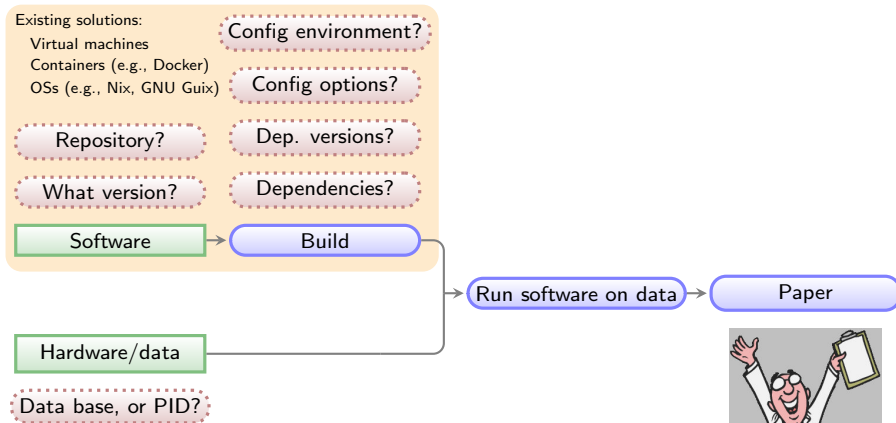 Existing solutions:
Virtual machines
Containers (e.g., Docker)
OSs (e.g., Nix, GNU Guix)
Config environment?
Config options?
Repository?
Dep. versions?
What version?
Dependencies?
Software
Build
Run software on data
Paper
Hardware/data
Data base, or PID?